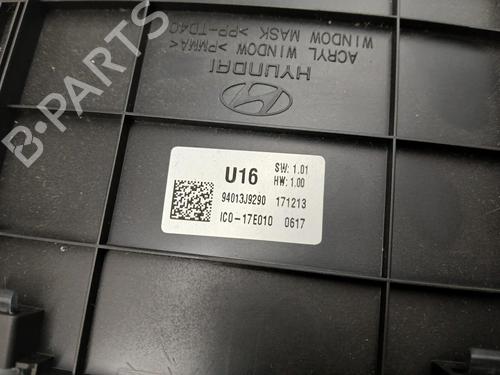 ACRYL WINDOW >PMMA<
WINDOW MASK >PP-TD40
HYUNDAI
U16
SW: 1.01
HW: 1.00
94013J9290 171213
IC0-17E010 0617
B-PARTS